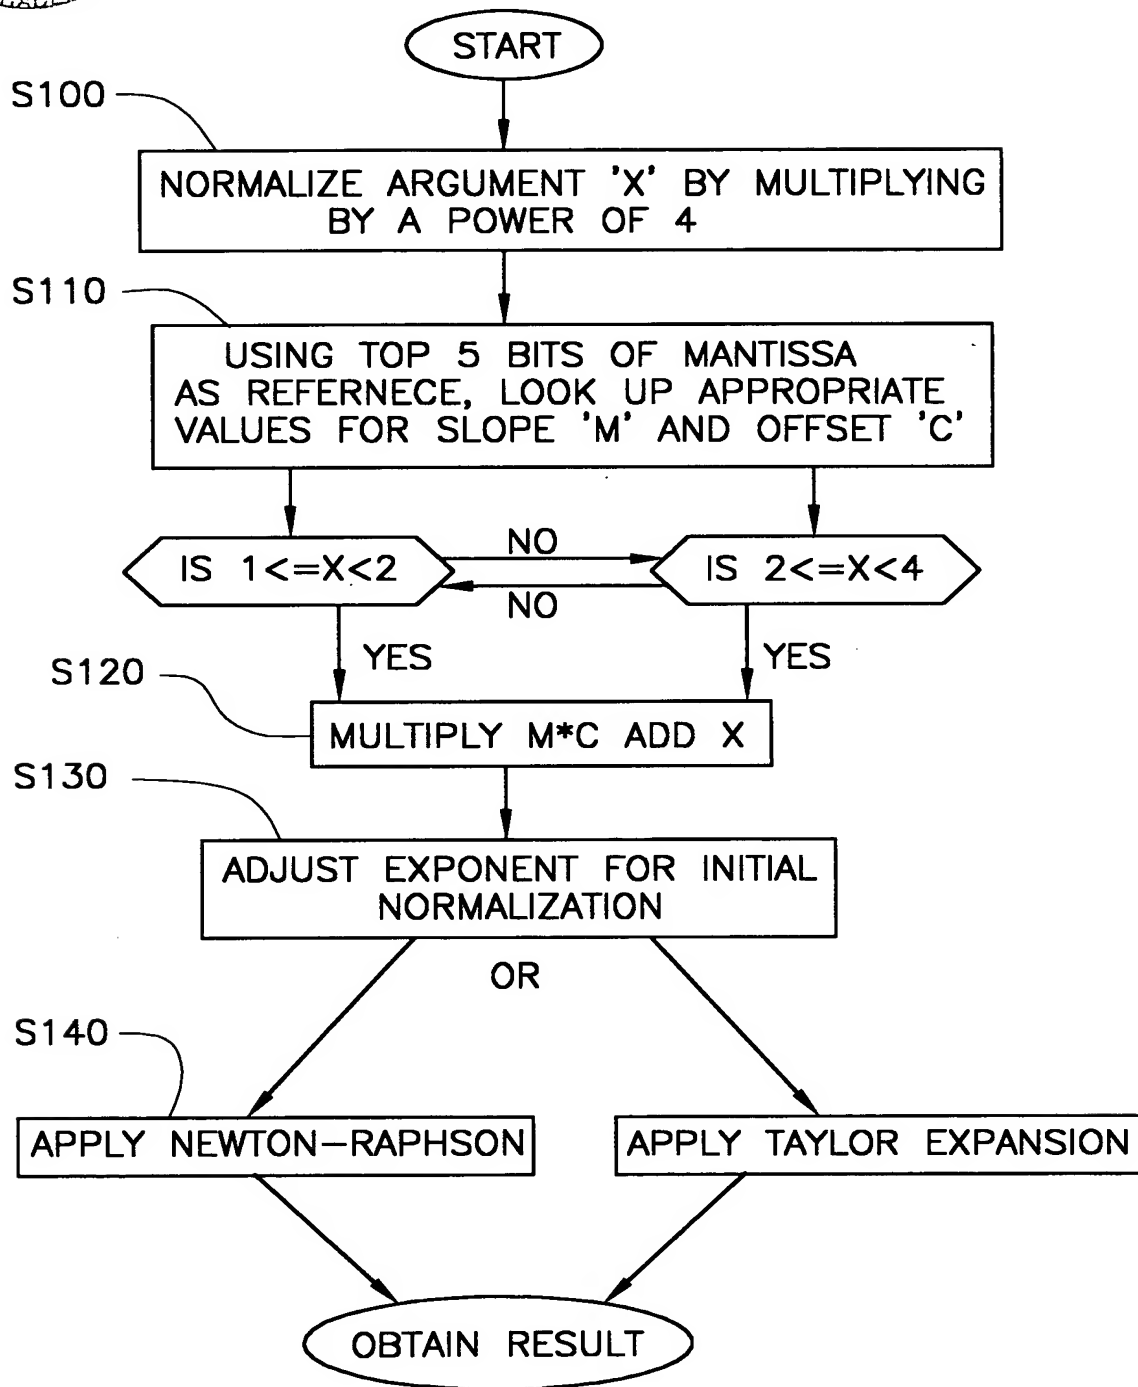 START
S100
NORMALIZE ARGUMENT 'X' BY MULTIPLYING
BY A POWER OF 4
S110
USING TOP 5 BITS OF MANTISSA
AS REFERNECE, LOOK UP APPROPRIATE
VALUES FOR SLOPE 'M' AND OFFSET 'C'
IS 1<=X<2
NO
IS 2<=X<4
NO
YES
YES
S120
MULTIPLY M*C ADD X
S130
ADJUST EXPONENT FOR INITIAL
NORMALIZATION
OR
S140
APPLY NEWTON-RAPHSON
APPLY TAYLOR EXPANSION
OBTAIN RESULT